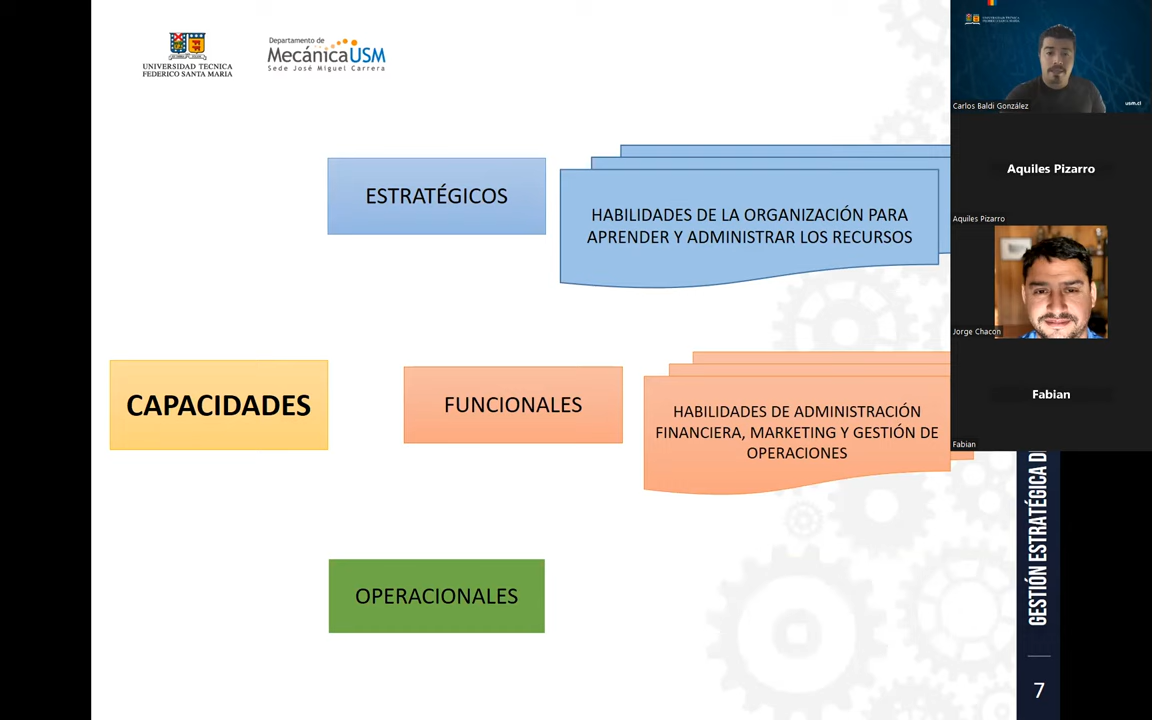 UNIVERSIDAD TECNICA
FEDERICO SANTA MARIA
Departamento de
MecánicaUSM
Sede José Miguel Carrera
ESTRATÉGICOS
HABILIDADES DE LA ORGANIZACIÓN PARA
APRENDER Y ADMINISTRAR LOS RECURSOS
CAPACIDADES
FUNCIONALES
HABILIDADES DE ADMINISTRACIÓN
FINANCIERA, MARKETING Y GESTIÓN DE
OPERACIONES
OPERACIONALES
usm.cl
Carlos Baldi González
Aquiles Pizarro
Aquiles Pizarro
Jorge Chacon
Fabian
Fabian
GESTIÓN ESTRATÉGICA
7